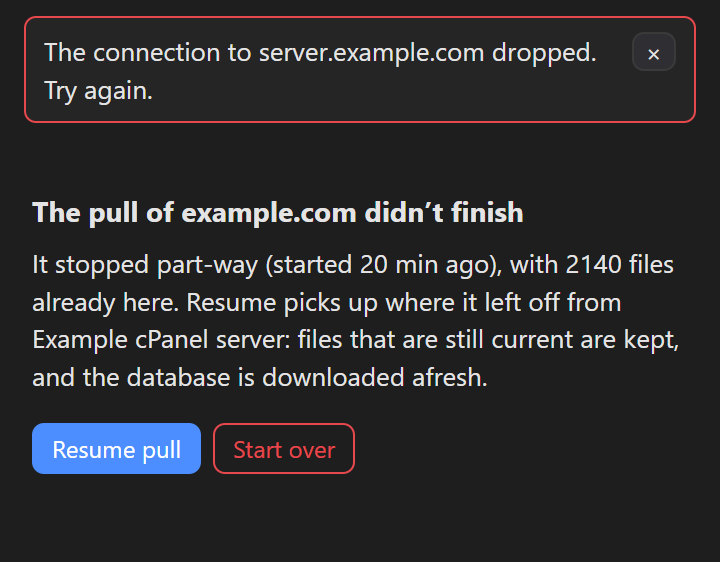 The connection to server.example.com dropped.
Try again.
×
The pull of example.com didn’t finish
It stopped part-way (started 20 min ago), with 2140 files
already here. Resume picks up where it left off from
Example cPanel server: files that are still current are kept,
and the database is downloaded afresh.
Resume pull
Start over